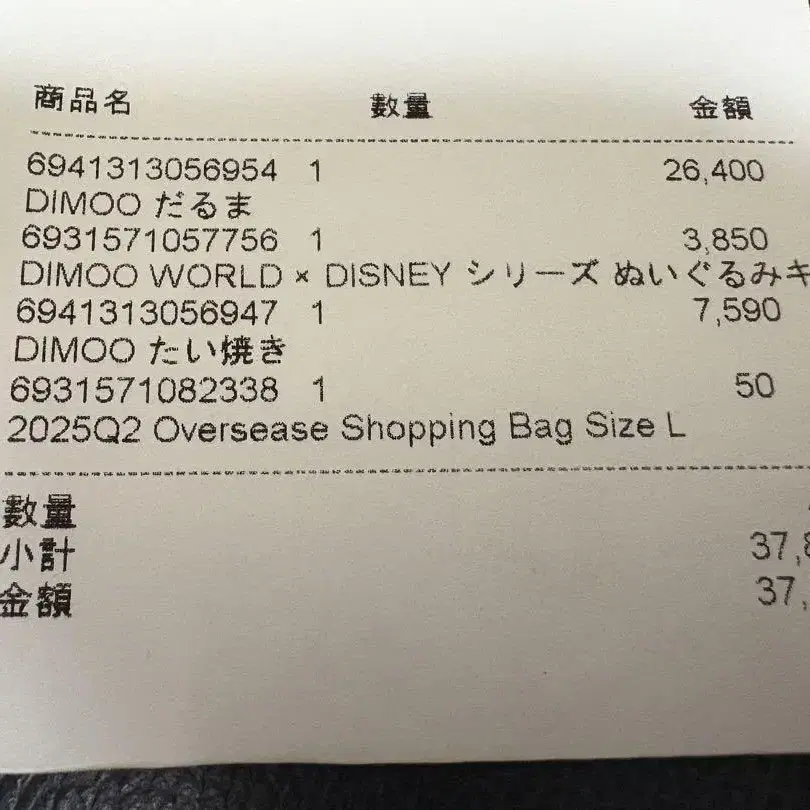 商品名 數量 金額
6941313056954 1 26,400
DIMOO だるま
6931571057756 1 3,850
DIMOO WORLD × DISNEY シリーズ ぬいぐるみキ
6941313056947 1 7,590
DIMOO たい焼き
6931571082338 1 50
2025Q2 Oversease Shopping Bag Size L
數量
小計 37,8
金額 37,